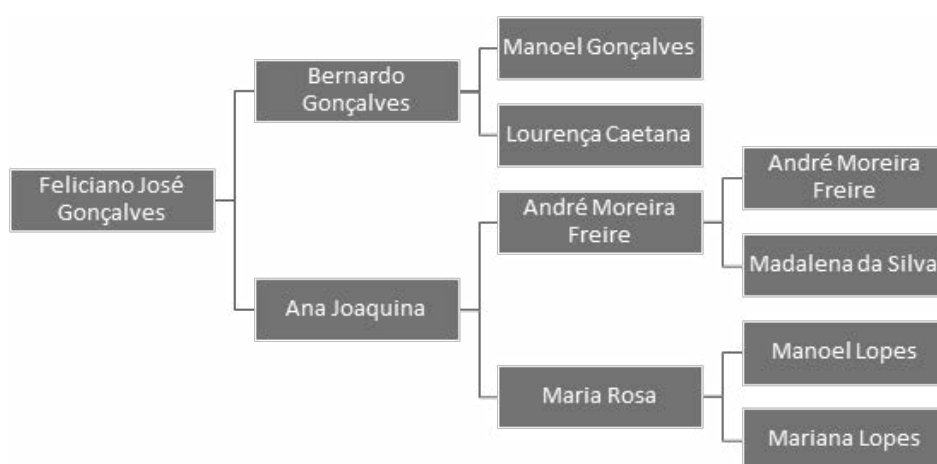 Feliciano José
Gonçalves
Bernardo
Gonçalves
Manoel Gonçalves
Lourença Caetana
Ana Joaquina
André Moreira
Freire
André Moreira
Freire
Madalena da Silva
Maria Rosa
Manoel Lopes
Mariana Lopes